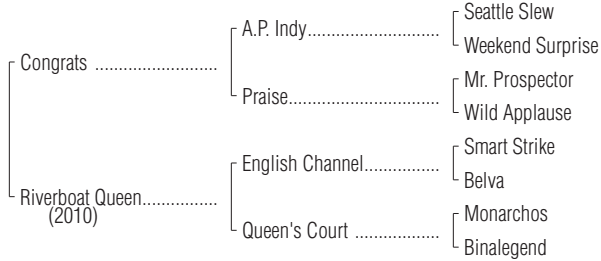 Seattle Slew
A.P. Indy..............................
Weekend Surprise
Congrats ..........................
Mr. Prospector
Praise..................................
Wild Applause
Smart Strike
English Channel................
Belva
Riverboat Queen................
(2010)
Monarchos
Queen's Court ..................
Binalegend